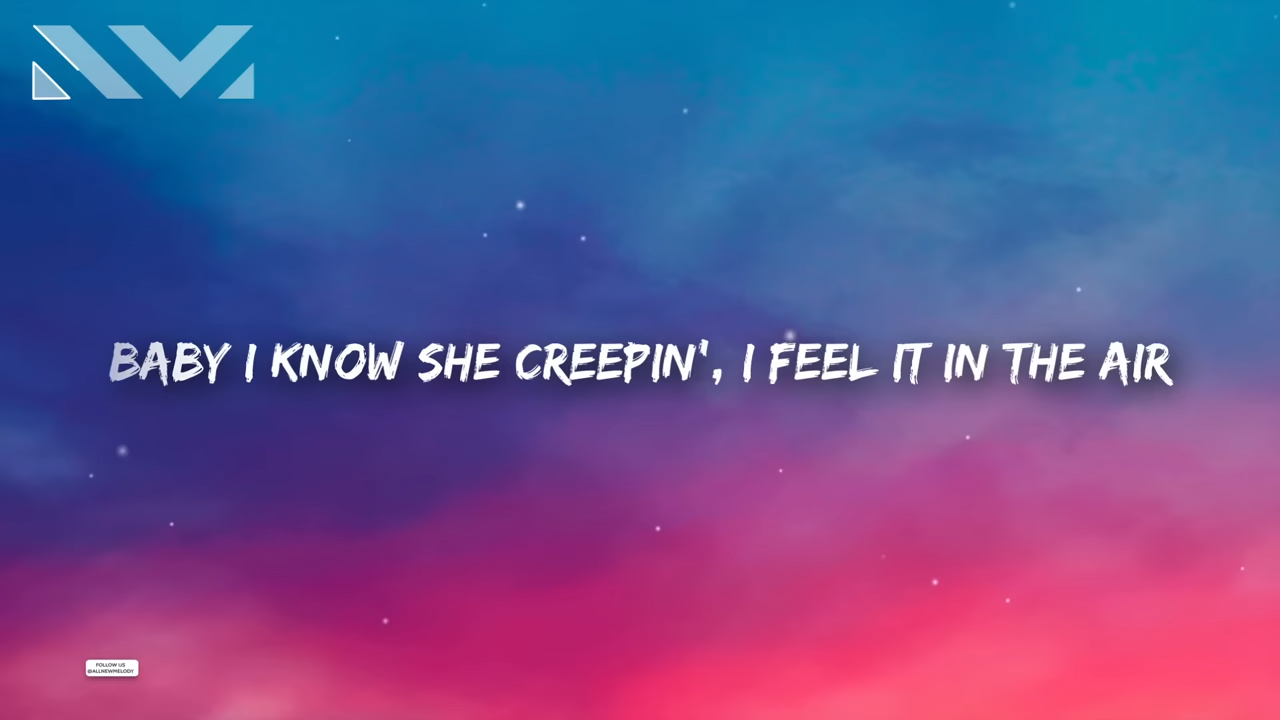 BABY I KNOW SHE CREEPIN', I FEEL IT IN THE AIR
FOLLOW US
@ALLNEWMELODY